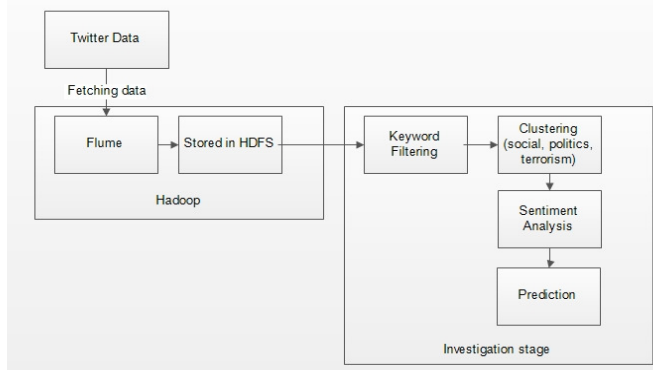 Twitter Data
Fetching data
Flume
Stored in HDFS
Hadoop
Keyword
Filtering
Clustering
(social, politics,
terrorism)
Sentiment
Analysis
Prediction
Investigation stage